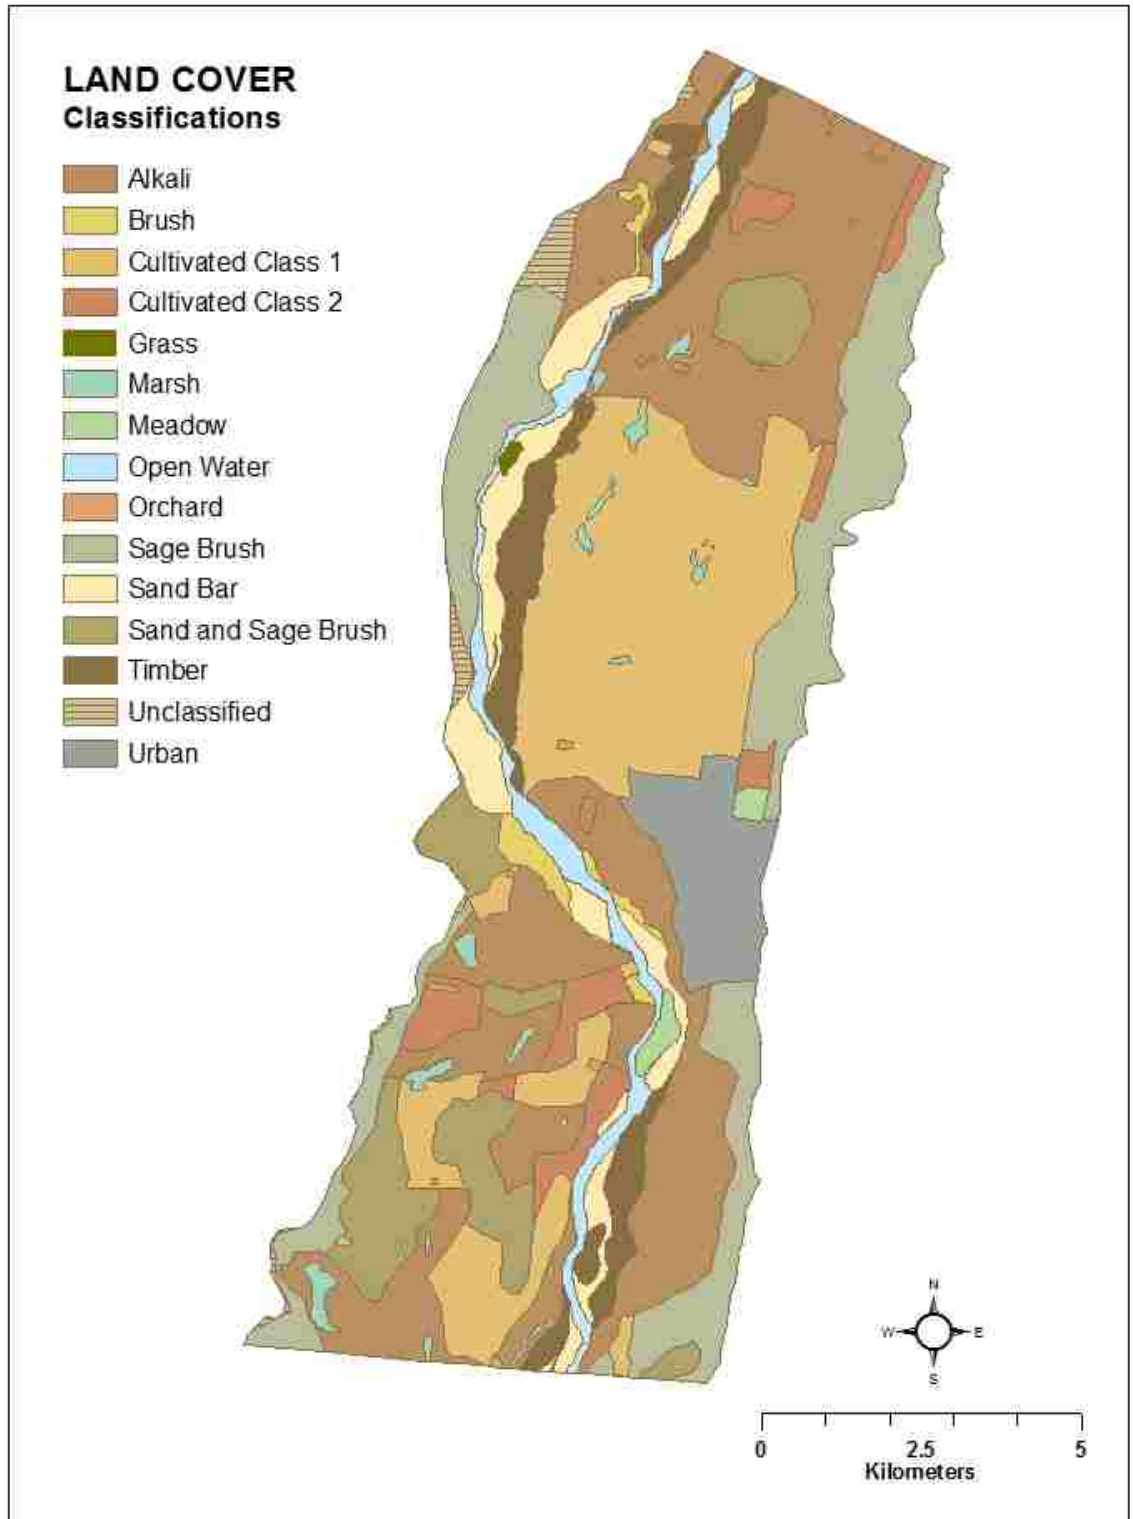 LAND COVER
Classifications
Alkali
Brush
Cultivated Class 1
Cultivated Class 2
Grass
Marsh
Meadow
Open Water
Orchard
Sage Brush
Sand Bar
Sand and Sage Brush
Timber
Unclassified
Urban
N
W E
S
0 2.5 5
Kilometers